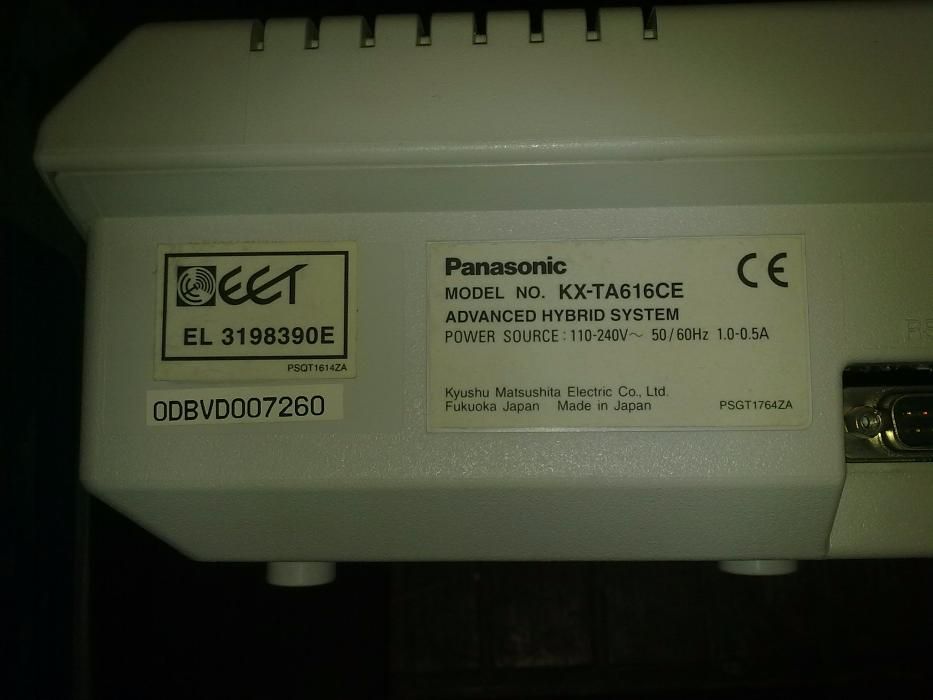 EET
EL 3198390E
PSQT1614ZA
0DBVD007260
Panasonic
CE
MODEL NO. KX-TA616CE
ADVANCED HYBRID SYSTEM
POWER SOURCE : 110-240V～ 50/60Hz 1.0-0.5A
Kyushu Matsushita Electric Co., Ltd.
Fukuoka Japan Made in Japan
PSGT1764ZA